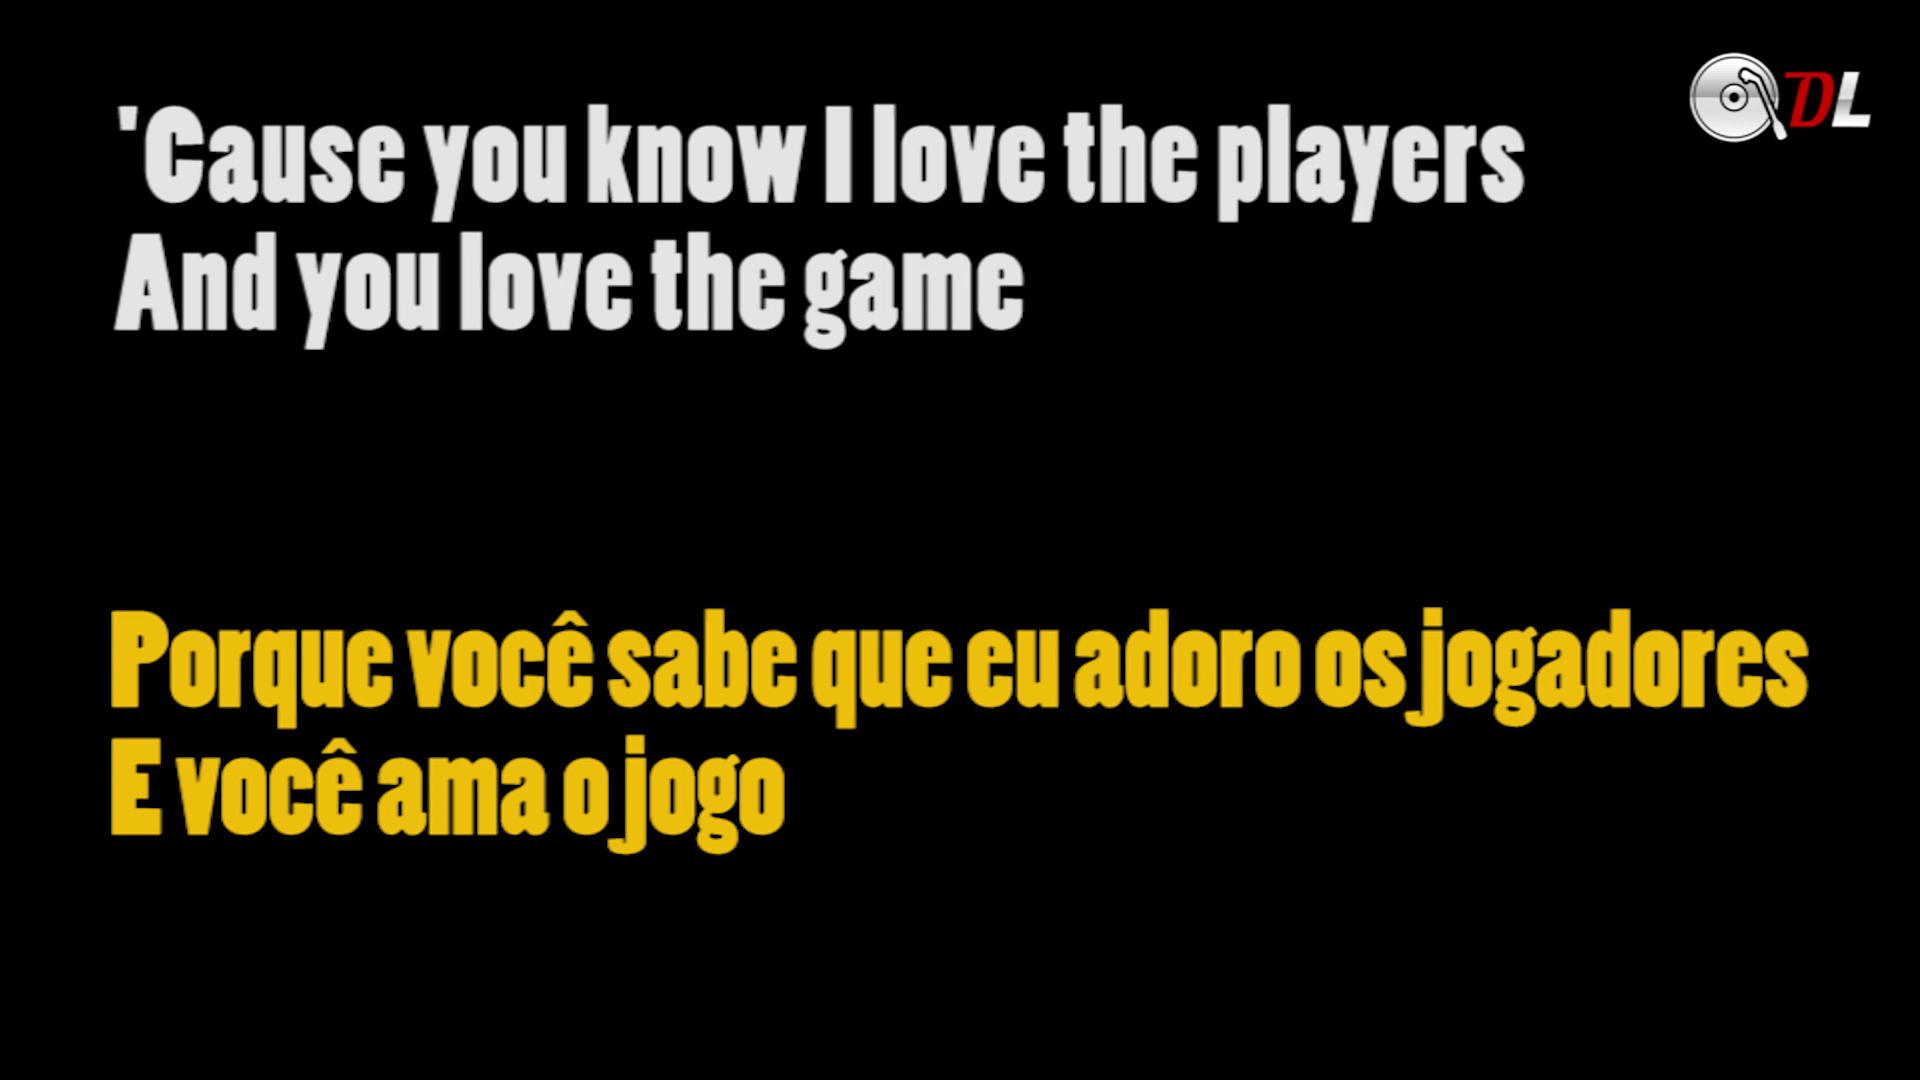 DL
'Cause you know I love the players
And you love the game
Porque você sabe que eu adoro os jogadores
E você ama o jogo